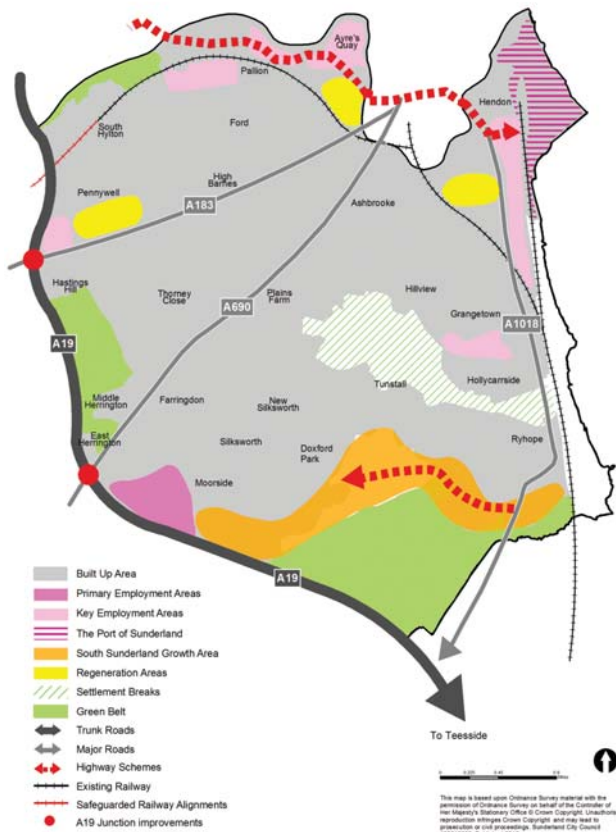 Ayre's
Quay
Pallion
Hendon
South
Hylton
Ford
High
Barnes
Pennywell
A183
Ashbrooke
Hastings
Hill
Thorney
Close
A690
Plains
Farm
Hillview
Grangetown
A1018
A19
Middle
Herrington
Farringdon
New
Silksworth
Tunstall
Hollycarrside
East
Herrington
Silksworth
Doxford
Park
Ryhope
Moorside
A19
To Teesside
Built Up Area
Primary Employment Areas
Key Employment Areas
The Port of Sunderland
South Sunderland Growth Area
Regeneration Areas
Settlement Breaks
Green Belt
Trunk Roads
Major Roads
Highway Schemes
Existing Railway
Safeguarded Railway Alignments
A19 Junction improvements
This map is based upon Ordnance Survey material with the
permission of Ordnance Survey on behalf of the Controller of
Her Majesty's Stationery Office © Crown Copyright. Unauthoris
reproduction infringes Crown Copyright and may lead to
prosecution or civil proceedings. Sunderland City Council